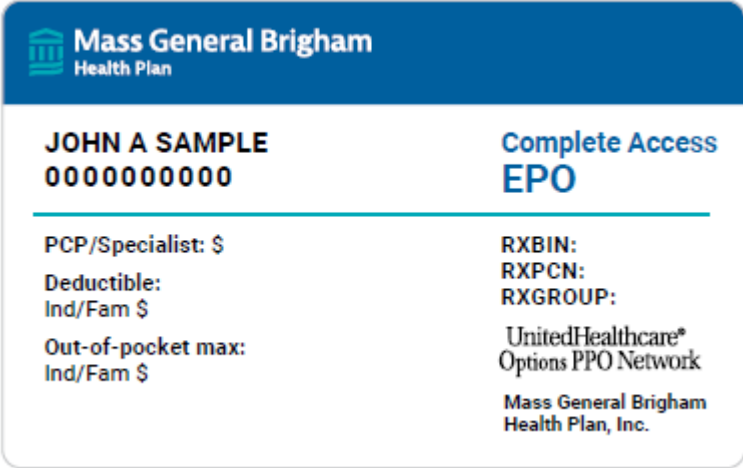 Mass General Brigham
Health Plan
JOHN A SAMPLE
0000000000
Complete Access
EPO
PCP/Specialist: $
Deductible:
Ind/Fam $
Out-of-pocket max:
Ind/Fam $
RXBIN:
RXPCN:
RXGROUP:
UnitedHealthcare®
Options PPO Network
Mass General Brigham
Health Plan, Inc.